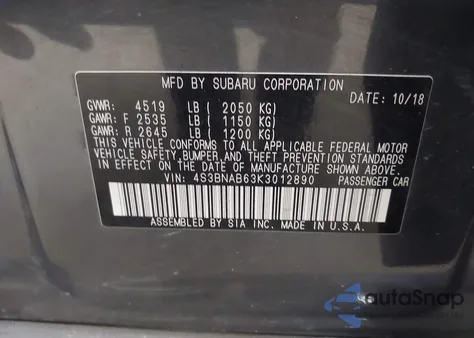 MFD BY SUBARU CORPORATION
DATE: 10/18
GVWR: 4519 LB ( 2050 KG)
GAWR: F 2535 LB ( 1150 KG)
GAWR: R 2645 LB ( 1200 KG)
THIS VEHICLE CONFORMS TO ALL APPLICABLE FEDERAL MOTOR
VEHICLE SAFETY, BUMPER, AND THEFT PREVENTION STANDARDS IN
EFFECT ON THE DATE OF MANUFACTURE SHOWN ABOVE.
VIN: 4S3BNAB63K3012890 PASSENGER CAR
ASSEMBLED BY SIA INC. MADE IN U.S.A.
autoSnap